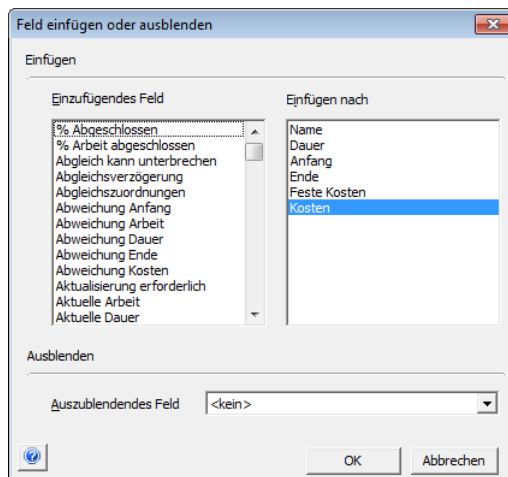 Feld einfügen oder ausblenden
Einfügen
Einzufügendes Feld
% Abgeschlossen
% Arbeit abgeschlossen
Abgleich kann unterbrechen
Abgleichsverzögerung
Abgleichszuordnungen
Abweichung Anfang
Abweichung Arbeit
Abweichung Dauer
Abweichung Ende
Abweichung Kosten
Aktualisierung erforderlich
Aktuelle Arbeit
Aktuelle Dauer
Einfügen nach
Name
Dauer
Anfang
Ende
Feste Kosten
Kosten
Ausblenden
Auszublendendes Feld
<kein>
OK
Abbrechen